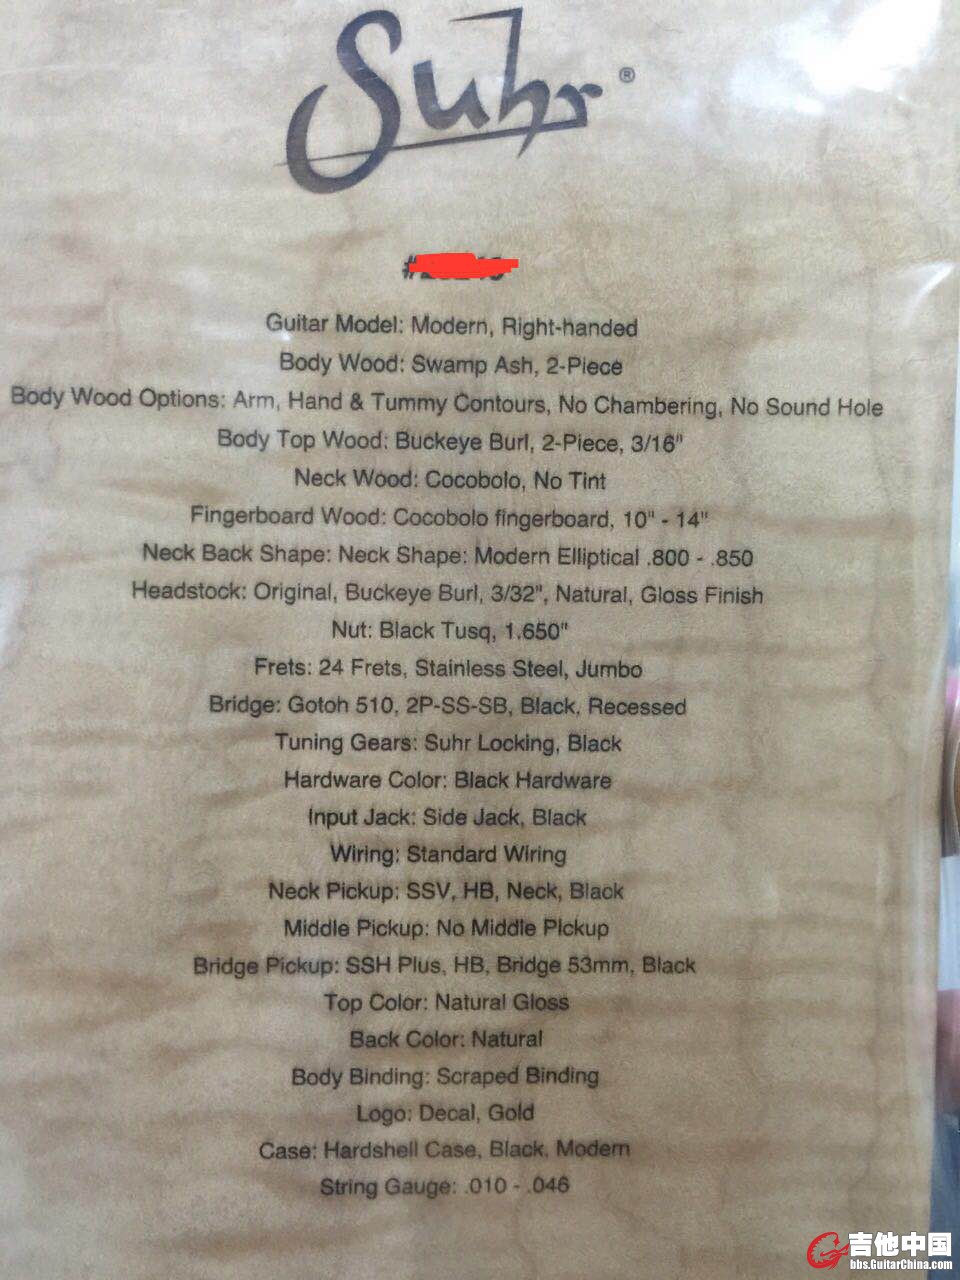 Suhr®
Guitar Model: Modern, Right-handed
Body Wood: Swamp Ash, 2-Piece
Body Wood Options: Arm, Hand & Tummy Contours, No Chambering, No Sound Hole
Body Top Wood: Buckeye Burl, 2-Piece, 3/16"
Neck Wood: Cocobolo, No Tint
Fingerboard Wood: Cocobolo fingerboard, 10" - 14"
Neck Back Shape: Neck Shape: Modern Elliptical .800 - .850
Headstock: Original, Buckeye Burl, 3/32", Natural, Gloss Finish
Nut: Black Tusq, 1.650"
Frets: 24 Frets, Stainless Steel, Jumbo
Bridge: Gotoh 510, 2P-SS-SB, Black, Recessed
Tuning Gears: Suhr Locking, Black
Hardware Color: Black Hardware
Input Jack: Side Jack, Black
Wiring: Standard Wiring
Neck Pickup: SSV, HB, Neck, Black
Middle Pickup: No Middle Pickup
Bridge Pickup: SSH Plus, HB, Bridge 53mm, Black
Top Color: Natural Gloss
Back Color: Natural
Body Binding: Scraped Binding
Logo: Decal, Gold
Case: Hardshell Case, Black, Modern
String Gauge: .010 - .046
吉他中国
bbs.GuitarChina.com